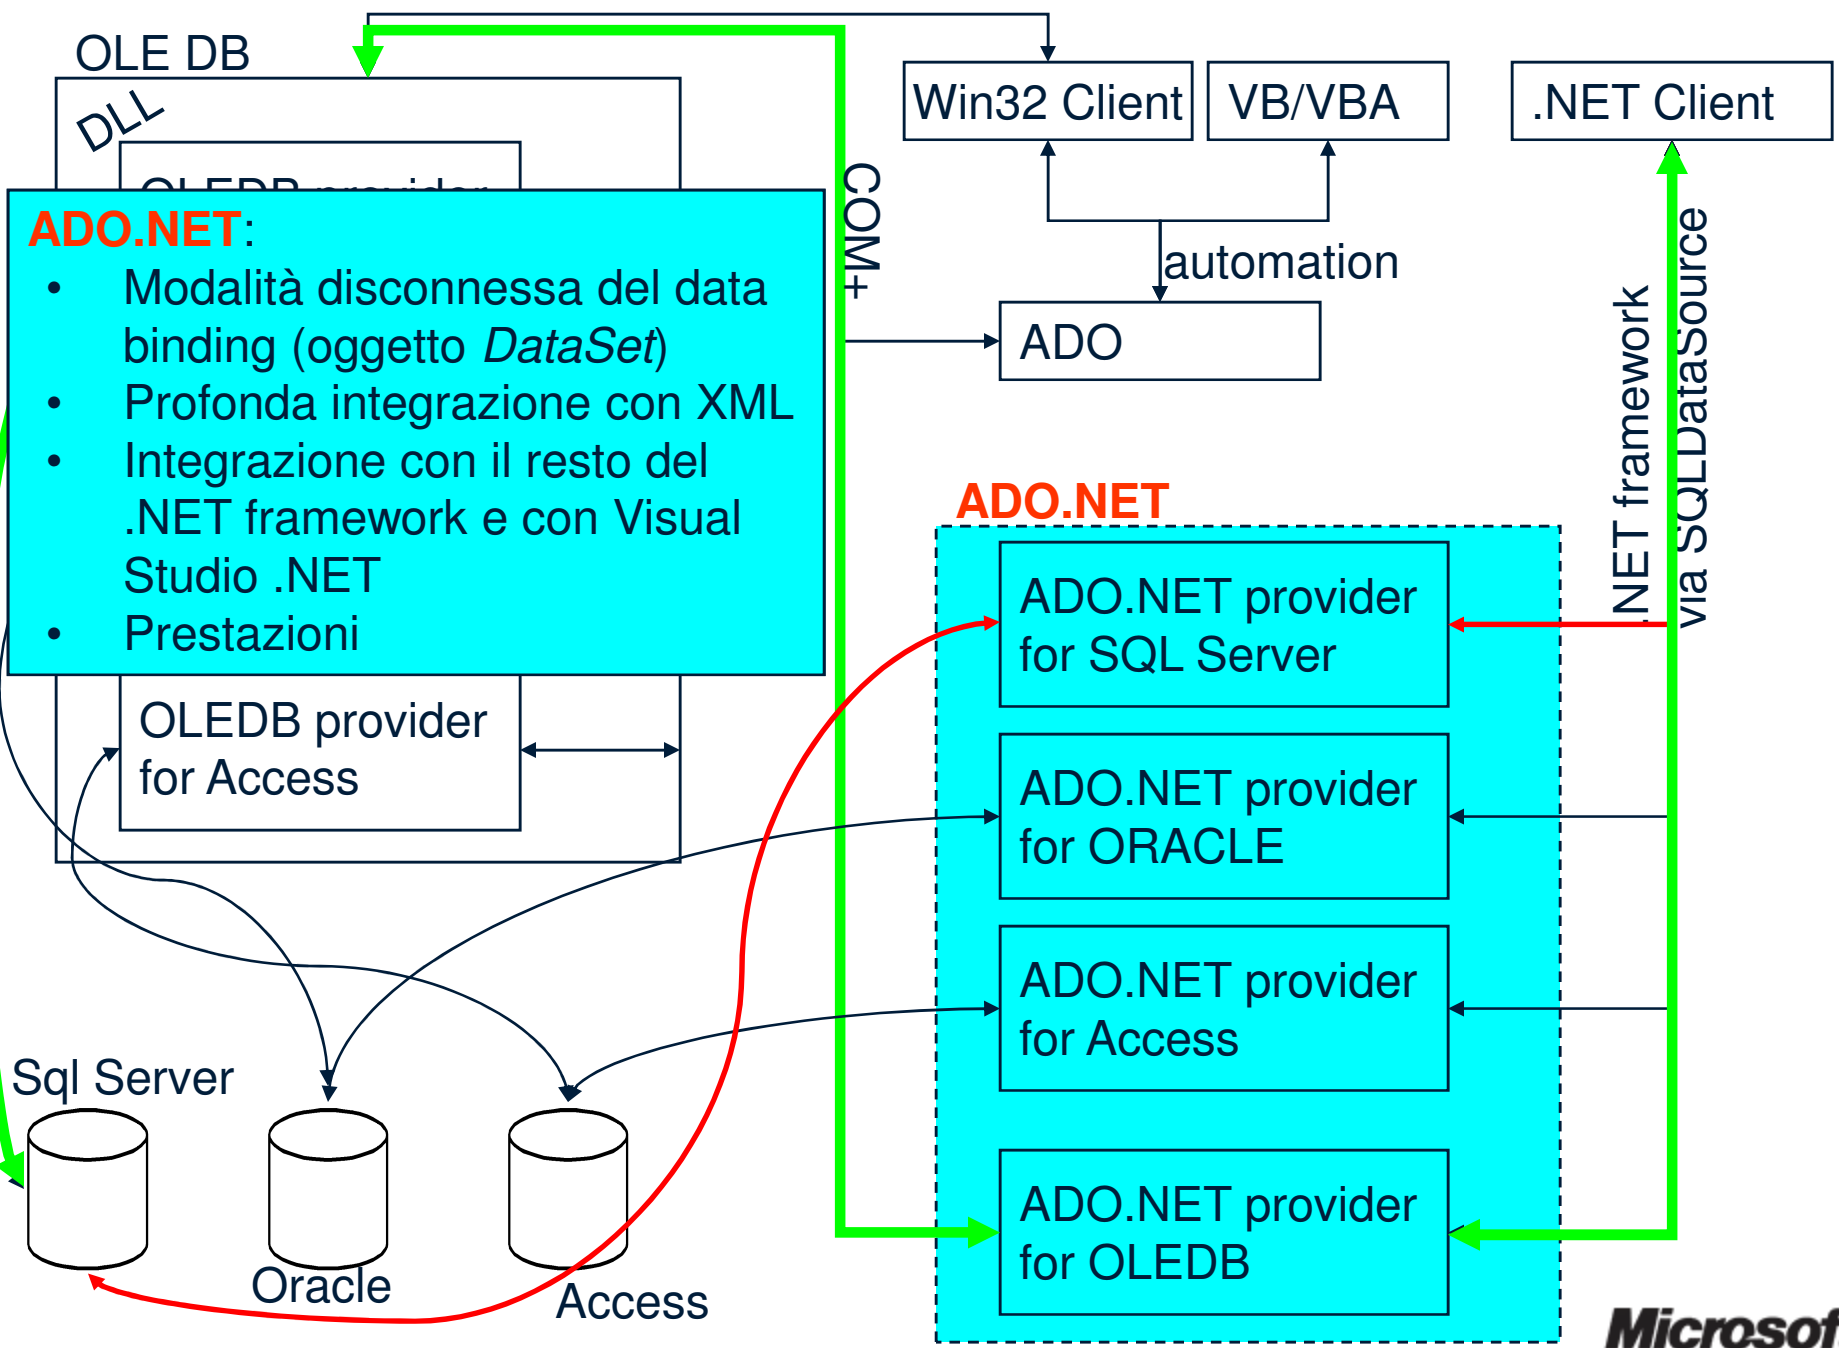 OLE DB
DLL
OLEDB provider
ADO.NET:
• Modalità disconnessa del data
binding (oggetto DataSet)
• Profonda integrazione con XML
• Integrazione con il resto del
.NET framework e con Visual
Studio .NET
• Prestazioni
OLEDB provider
for Access
Win32 Client
VB/VBA
.NET Client
COM+
automation
ADO
.NET framework
via SQLDataSource
ADO.NET
ADO.NET provider
for SQL Server
ADO.NET provider
for ORACLE
ADO.NET provider
for Access
ADO.NET provider
for OLEDB
Sql Server
Oracle
Access
Microsof